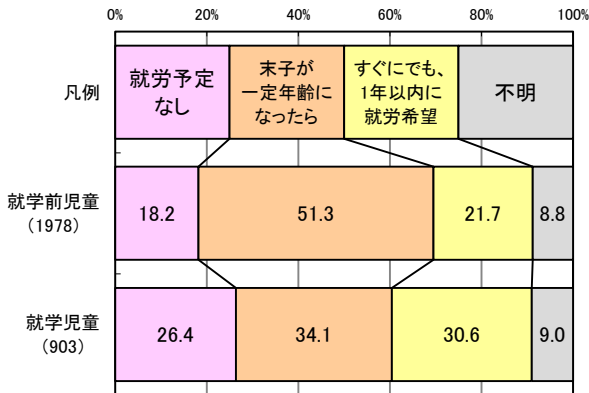 0% 20% 40% 60% 80% 100%
凡例
就労予定
なし
末子が
一定年齢に
なったら
すぐにでも、
1年以内に
就労希望
不明
就学前児童
(1978)
18.2 51.3 21.7 8.8
就学児童
(903)
26.4 34.1 30.6 9.0